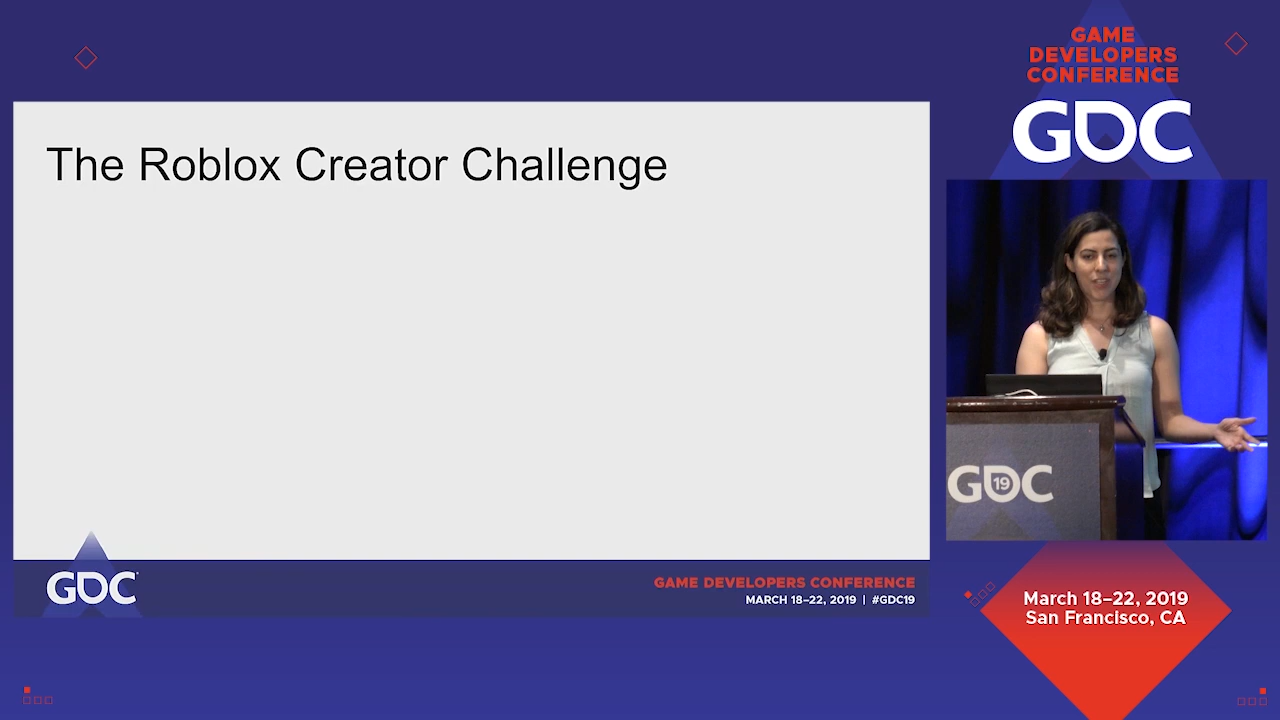 The Roblox Creator Challenge
GDC
GAME DEVELOPERS CONFERENCE
MARCH 18–22, 2019 | #GDC19
GAME
DEVELOPERS
CONFERENCE
GDC
GDC 19
March 18–22, 2019
San Francisco, CA